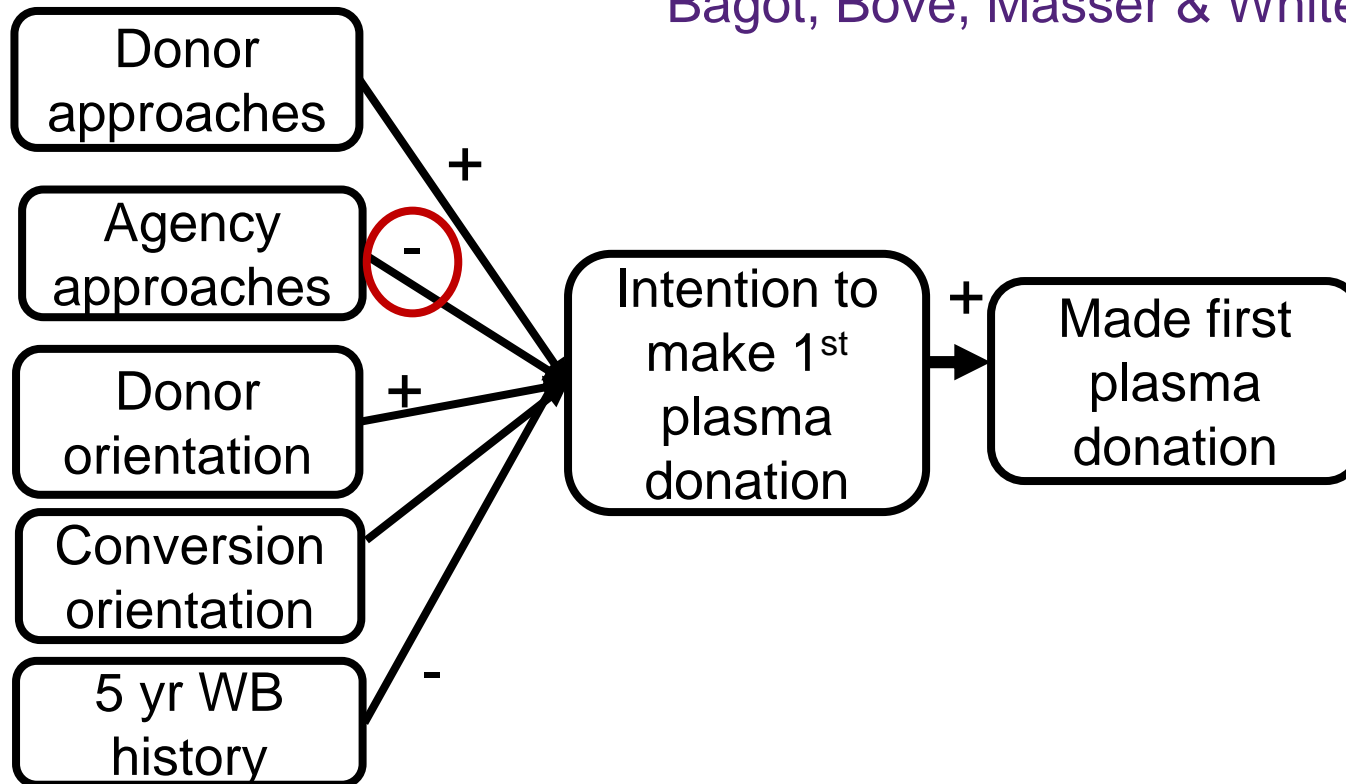 Bagot, Bove, Masser & White
Donor
approaches
+
Agency
approaches
-
Donor
orientation
+
Conversion
orientation
5 yr WB
history
-
Intention to
make 1st
plasma
donation
+
Made first
plasma
donation